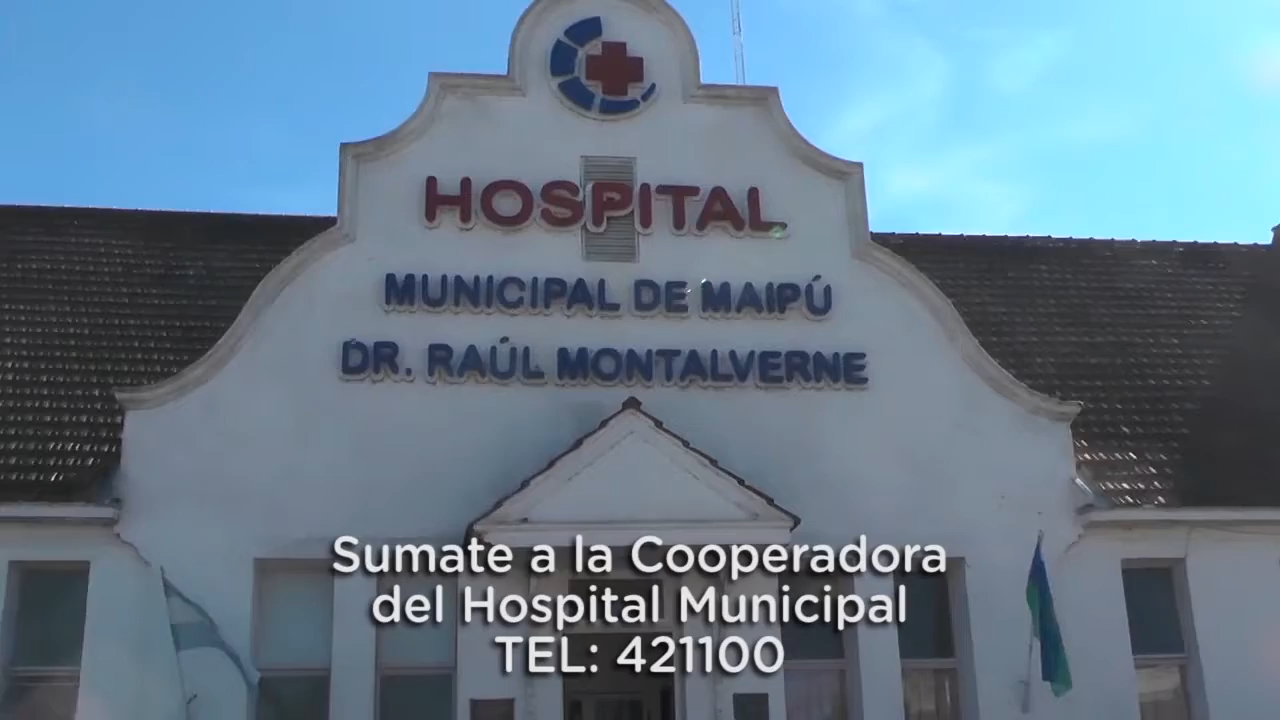 HOSPITAL
MUNICIPAL DE MAIPÚ
DR. RAÚL MONTALVERNE
Sumate a la Cooperadora
del Hospital Municipal
TEL: 421100